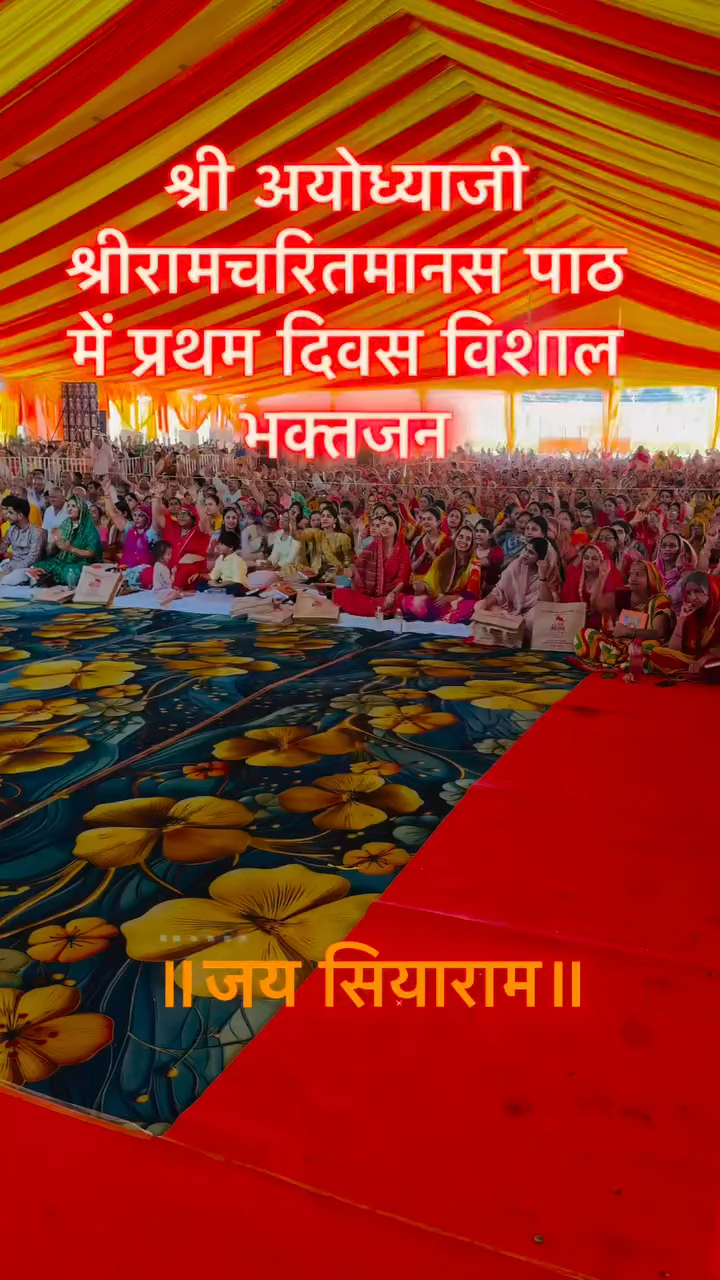 श्री अयोध्याजी
श्रीरामचरितमानस पाठ
में प्रथम दिवस विशाल
भक्तजन
॥जय सियाराम॥